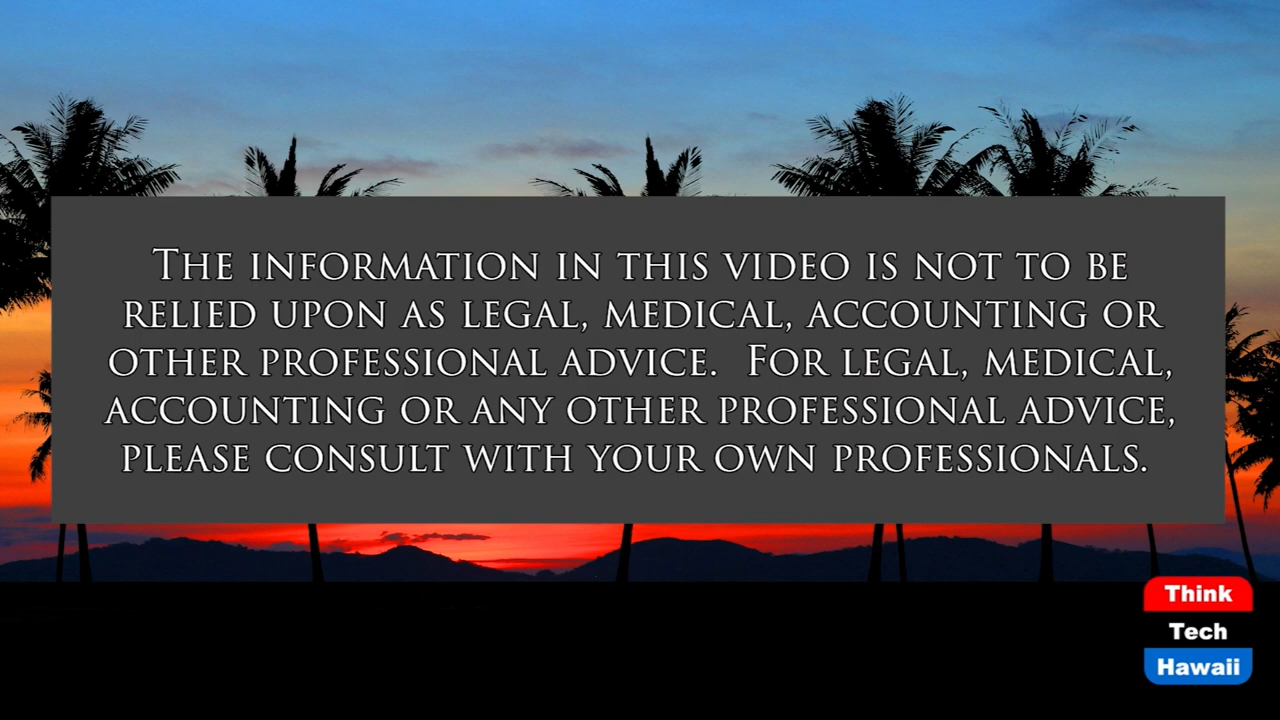 The information in this video is not to be
relied upon as legal, medical, accounting or
other professional advice.  For legal, medical,
accounting or any other professional advice,
please consult with your own professionals.
Think
Tech
Hawaii